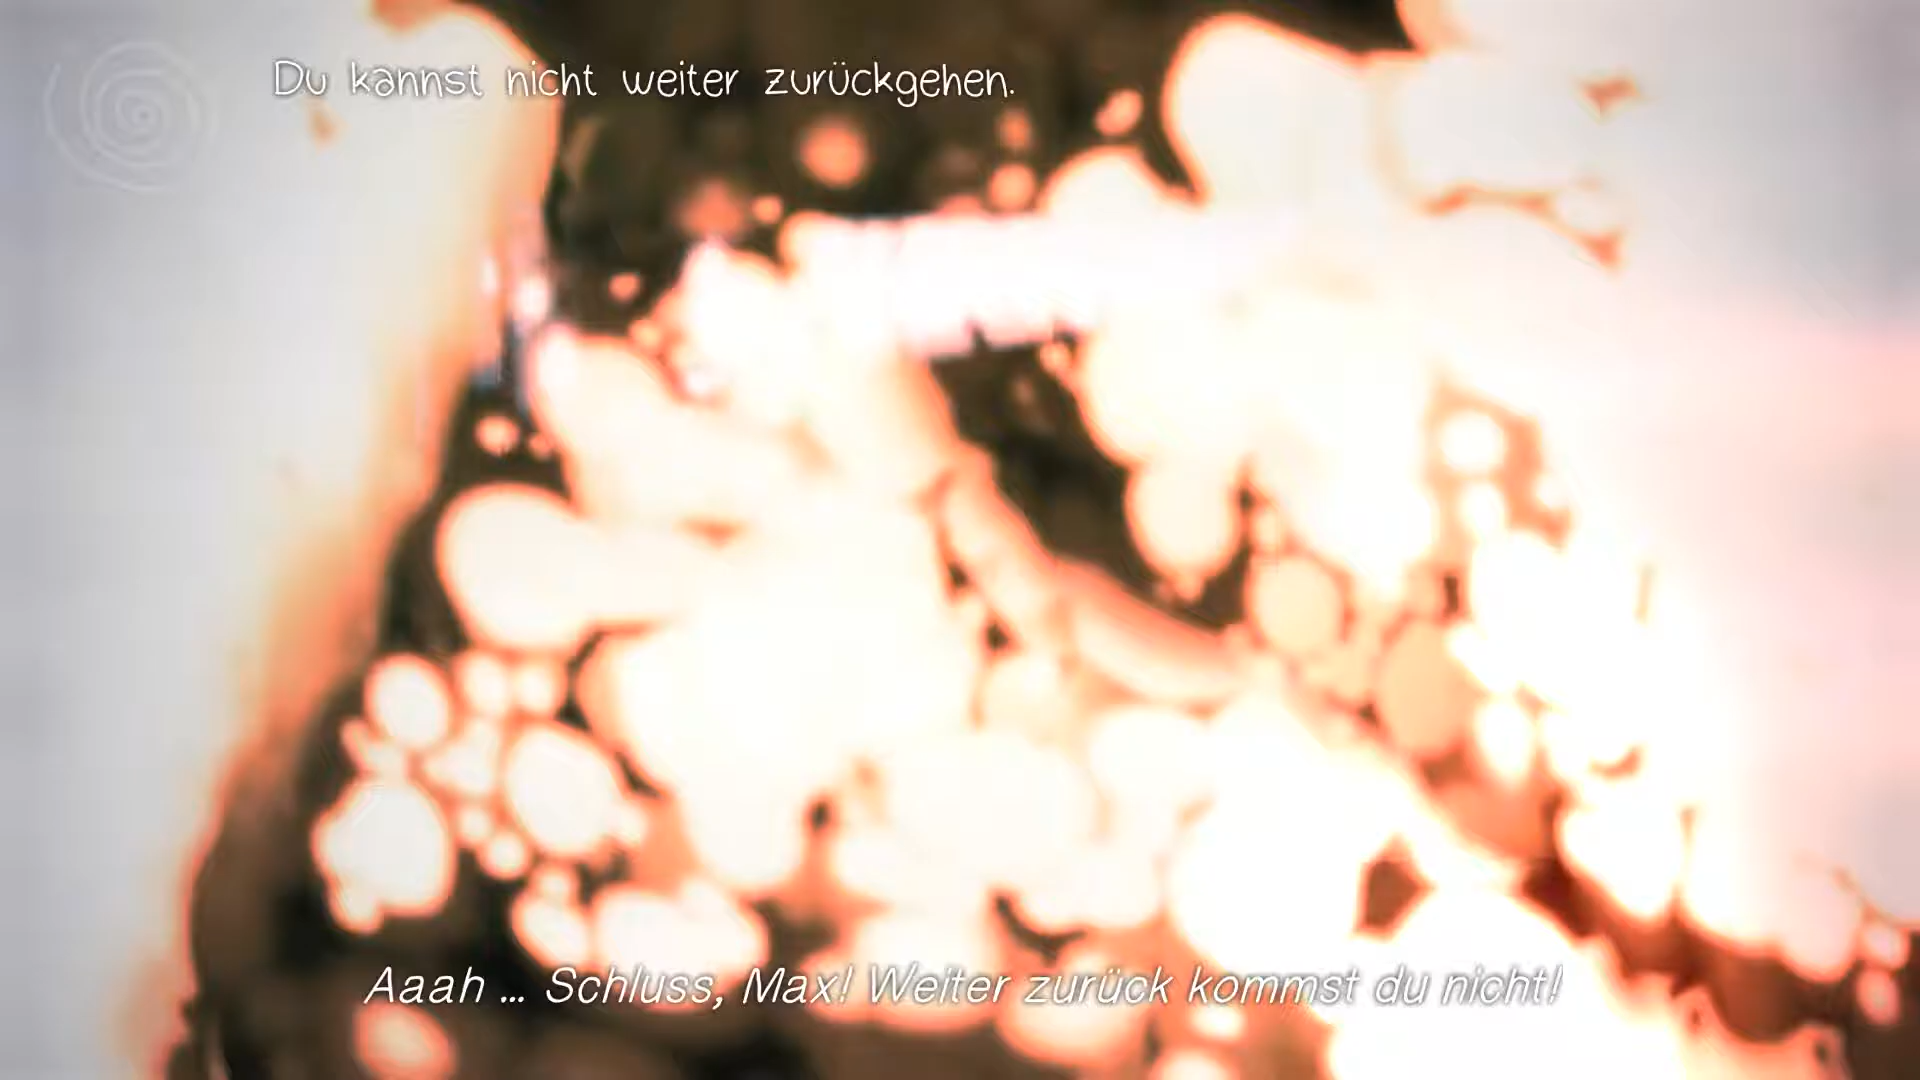 Du kannst nicht weiter zurückgehen.
Aaah ... Schluss, Max! Weiter zurück kommst du nicht!